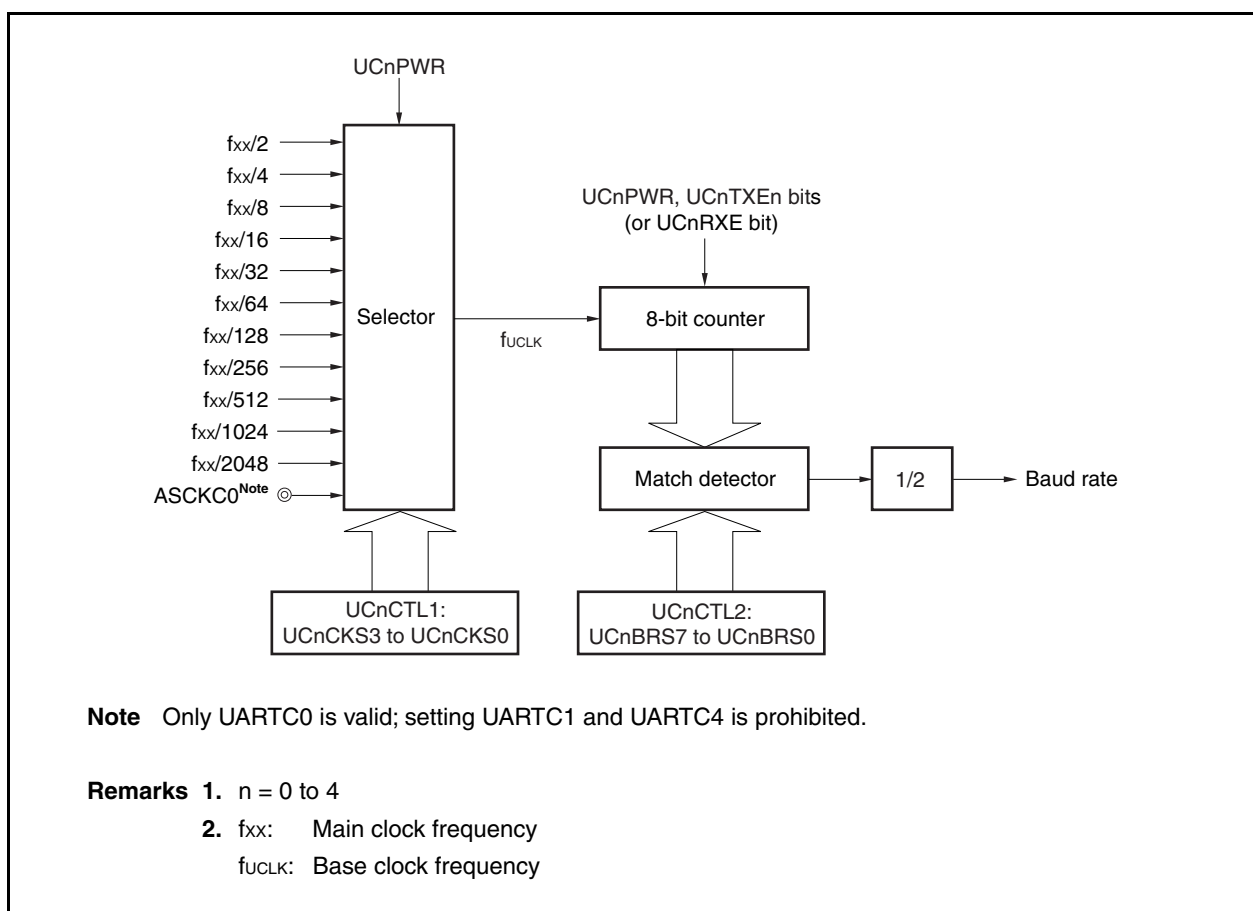 UCnPWR
fxx/2
fxx/4
fxx/8
fxx/16
fxx/32
fxx/64
fxx/128
fxx/256
fxx/512
fxx/1024
fxx/2048
ASCKC0Note
Selector
fUCLK
UCnPWR, UCnTXEn bits
(or UCnRXE bit)
8-bit counter
Match detector
1/2
Baud rate
UCnCTL1:
UCnCKS3 to UCnCKS0
UCnCTL2:
UCnBRS7 to UCnBRS0
Note Only UARTC0 is valid; setting UARTC1 and UARTC4 is prohibited.
Remarks 1. n = 0 to 4
2. fxx: Main clock frequency
fUCLK: Base clock frequency